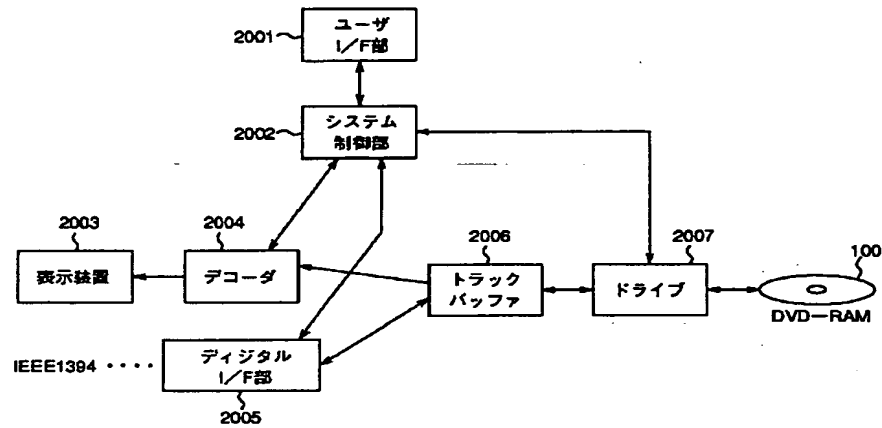 2001
ユーザ
I/F部
2002
システム
制御部
2003
表示装置
2004
デコーダ
2006
トラック
バッファ
2007
ドライブ
100
DVD-RAM
IEEE1394 ････
ディジタル
I/F部
2005